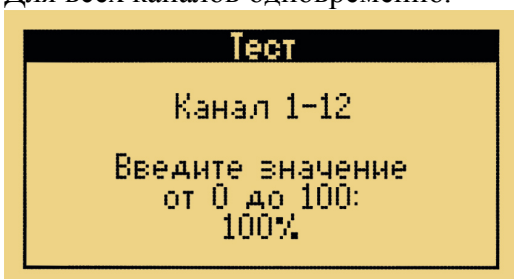 Для всех каналов одновременно:
Тест
Канал 1-12
Введите значение
от 0 до 100:
100%